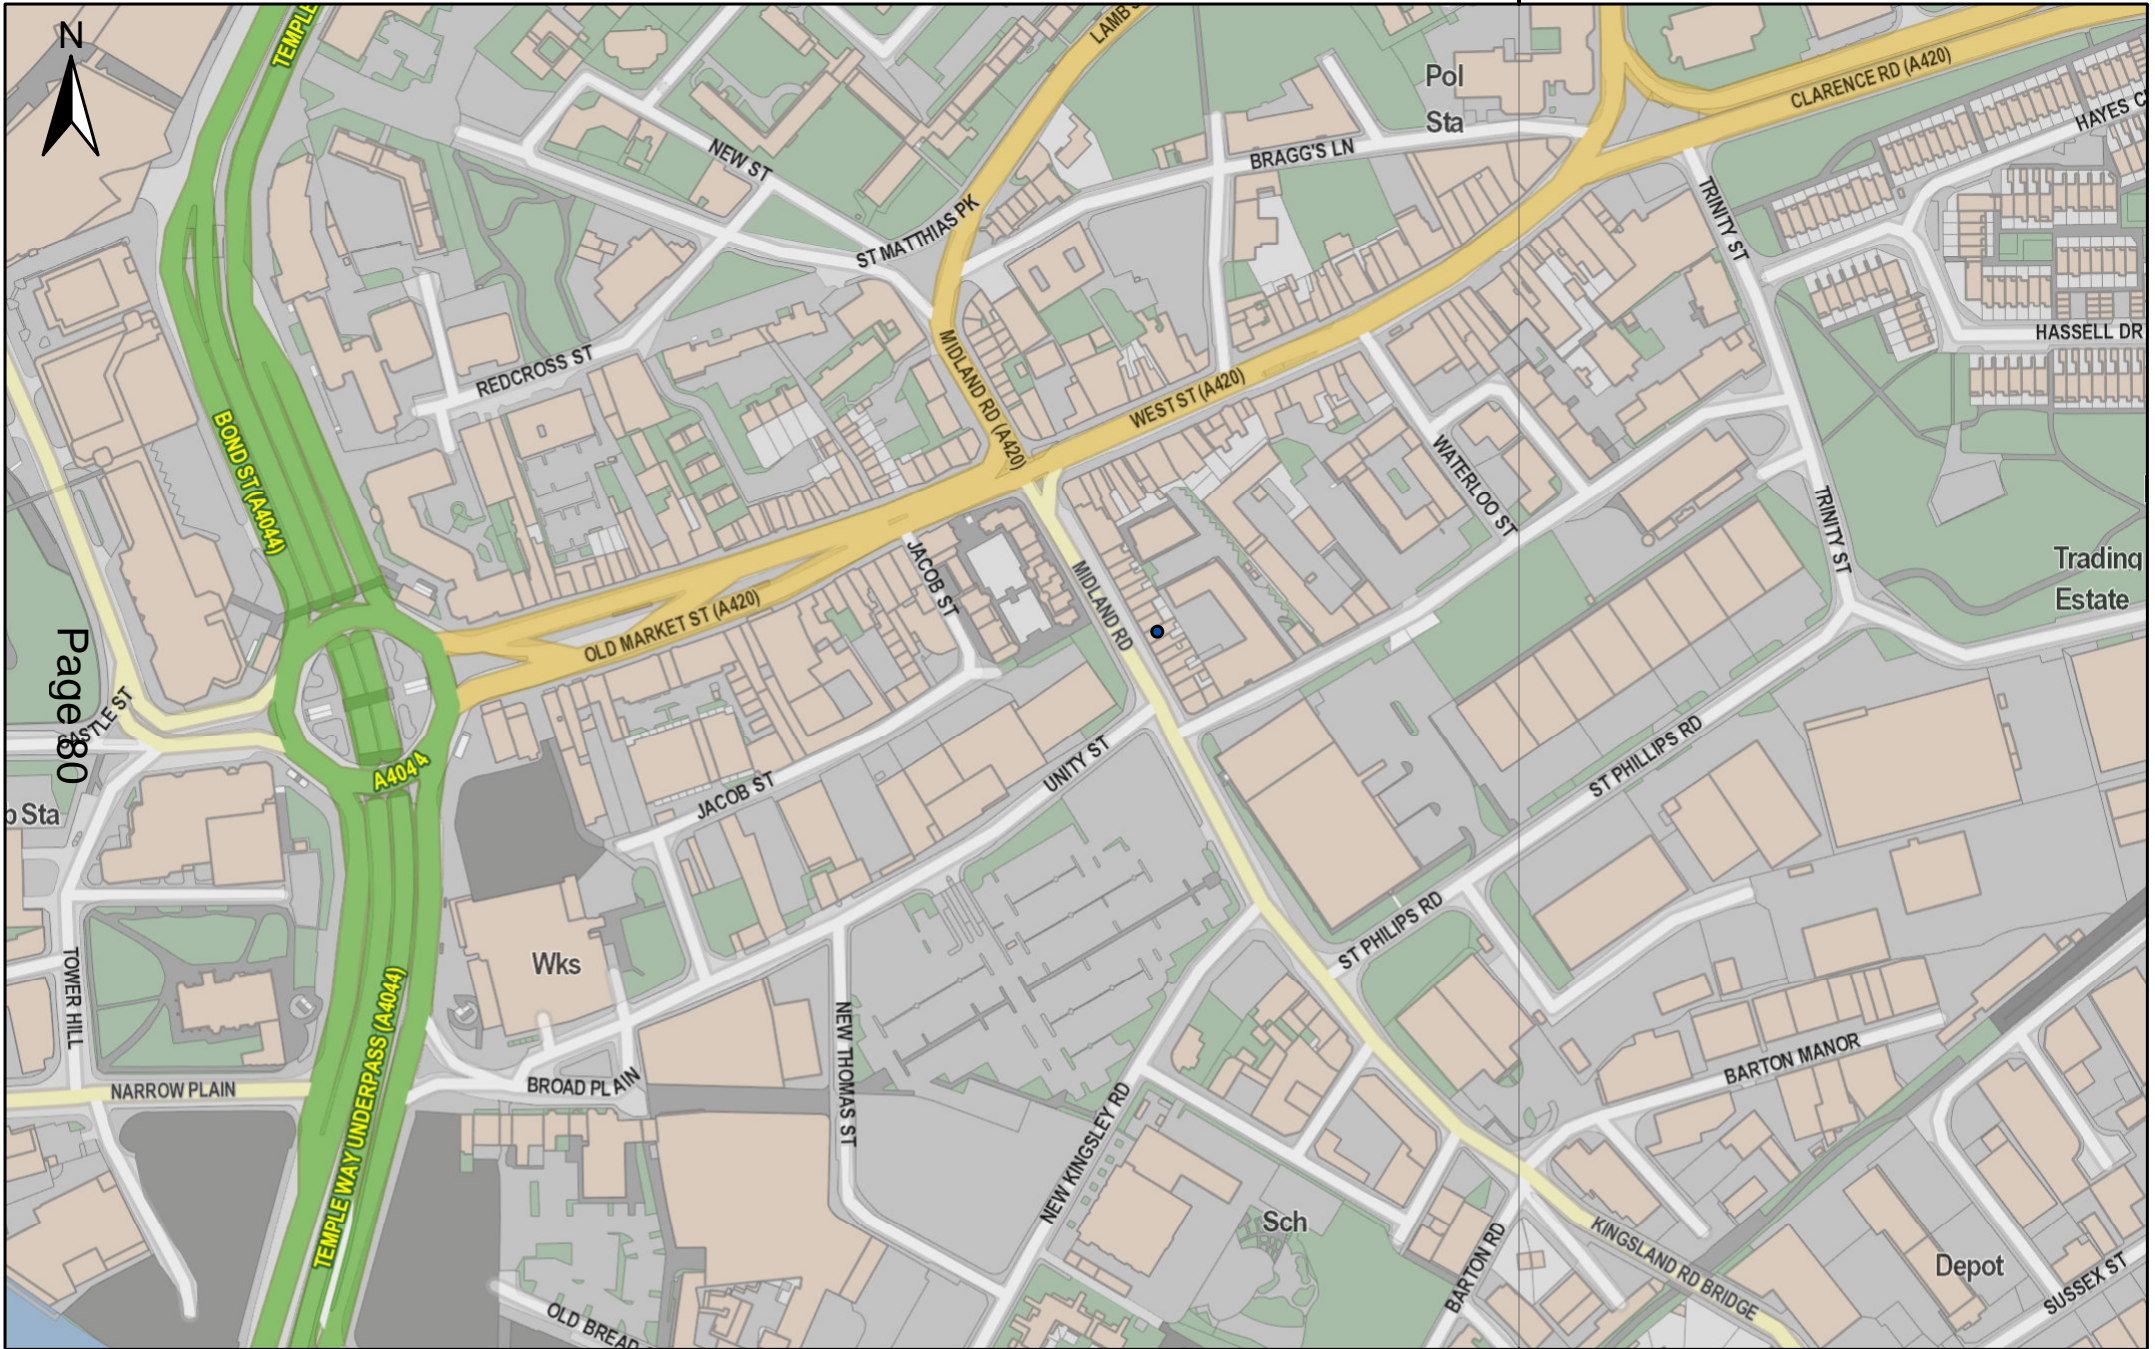 N
TEMPLE
LAMB S
Pol
Sta
CLARENCE RD (A420)
HAYES C
NEW ST
BRAGG'S LN
ST MATTHIAS PK
TRINITY ST
HASSELL DR
REDCROSS ST
MIDLAND RD (A420)
WEST ST (A420)
BOND ST (A4044)
WATERLOO ST
TRINITY ST
JACOB ST
MIDLAND RD
Trading
Estate
OLD MARKET ST (A420)
Page 80
ASTLE ST
A4044
JACOB ST
UNITY ST
ST PHILLIPS RD
b Sta
ST PHILIPS RD
Wks
TOWER HILL
NEW THOMAS ST
TEMPLE WAY UNDERPASS (A4044)
NARROW PLAIN
BROAD PLAIN
BARTON MANOR
NEW KINGSLEY RD
Sch
BARTON RD
KINGSLAND RD BRIDGE
Depot
SUSSEX ST
OLD BREAD